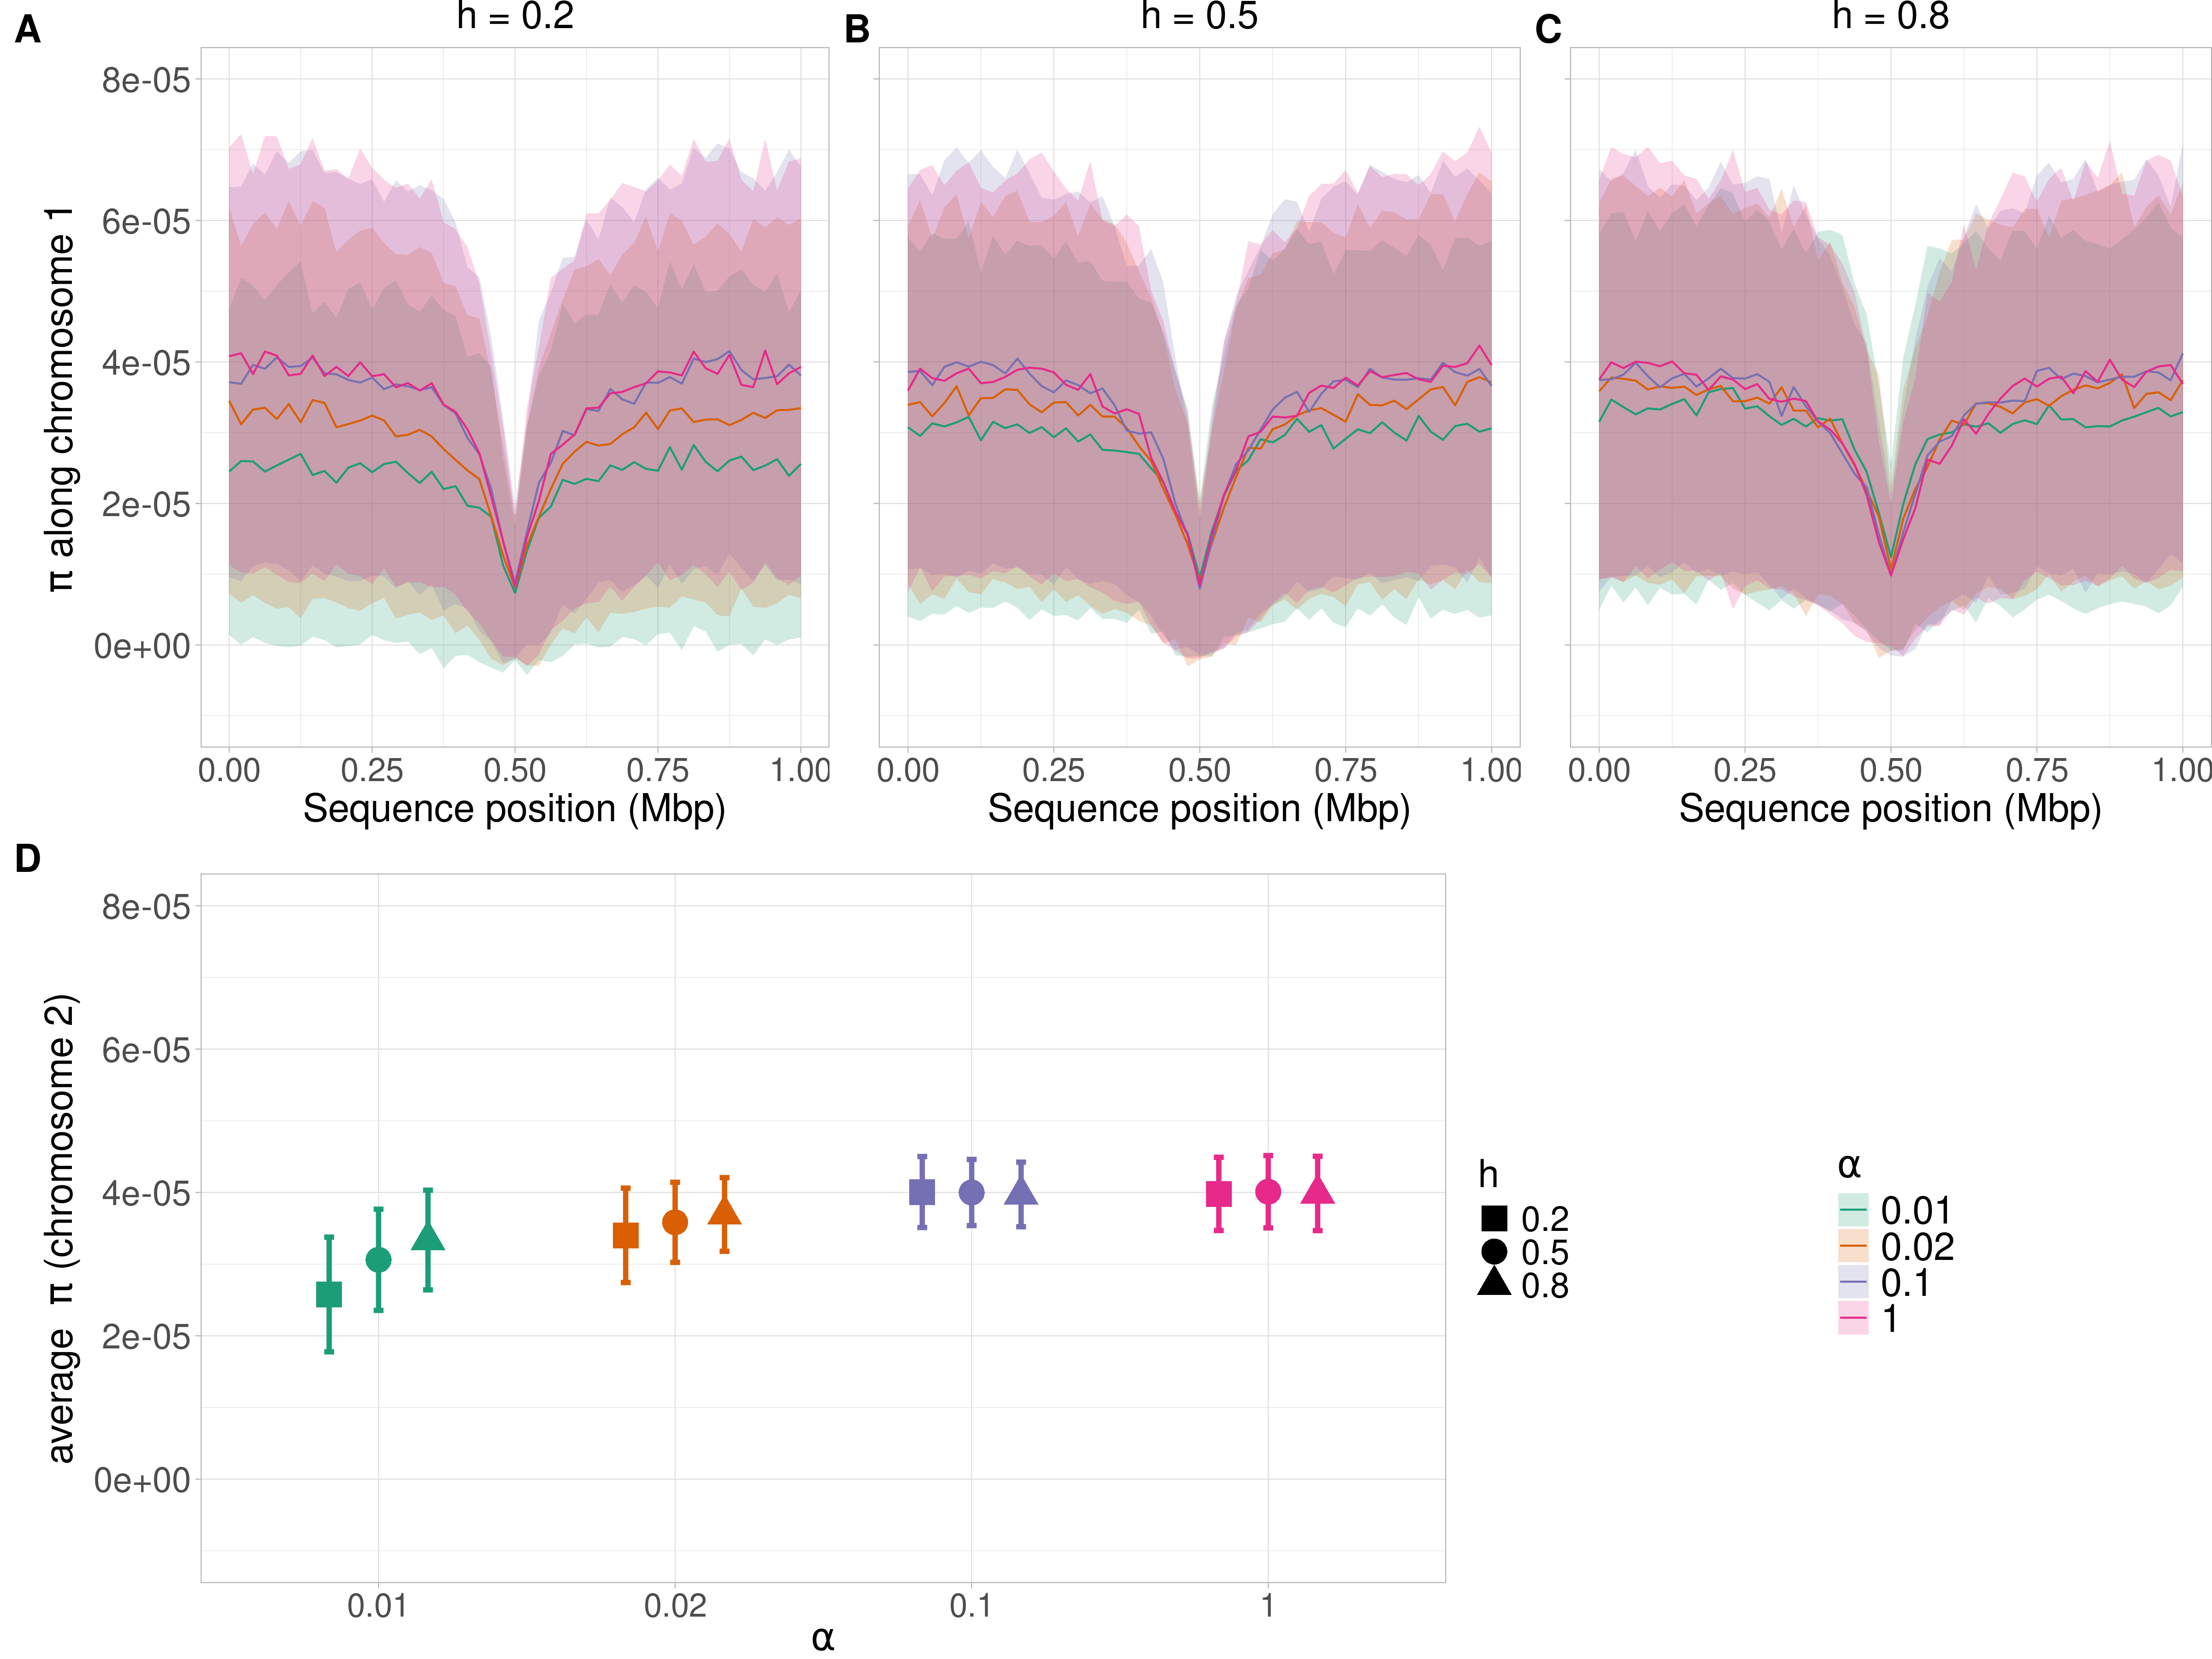 A
h = 0.2
B
h = 0.5
C
h = 0.8
π along chromosome 1
8e-05
6e-05
4e-05
2e-05
0e+00
0.00 0.25 0.50 0.75 1.00
0.00 0.25 0.50 0.75 1.00
0.00 0.25 0.50 0.75 1.00
Sequence position (Mbp)
Sequence position (Mbp)
Sequence position (Mbp)
D
average π (chromosome 2)
8e-05
6e-05
4e-05
2e-05
0e+00
0.01 0.02 0.1 1
α
h
0.2
0.5
0.8
α
0.01
0.02
0.1
1